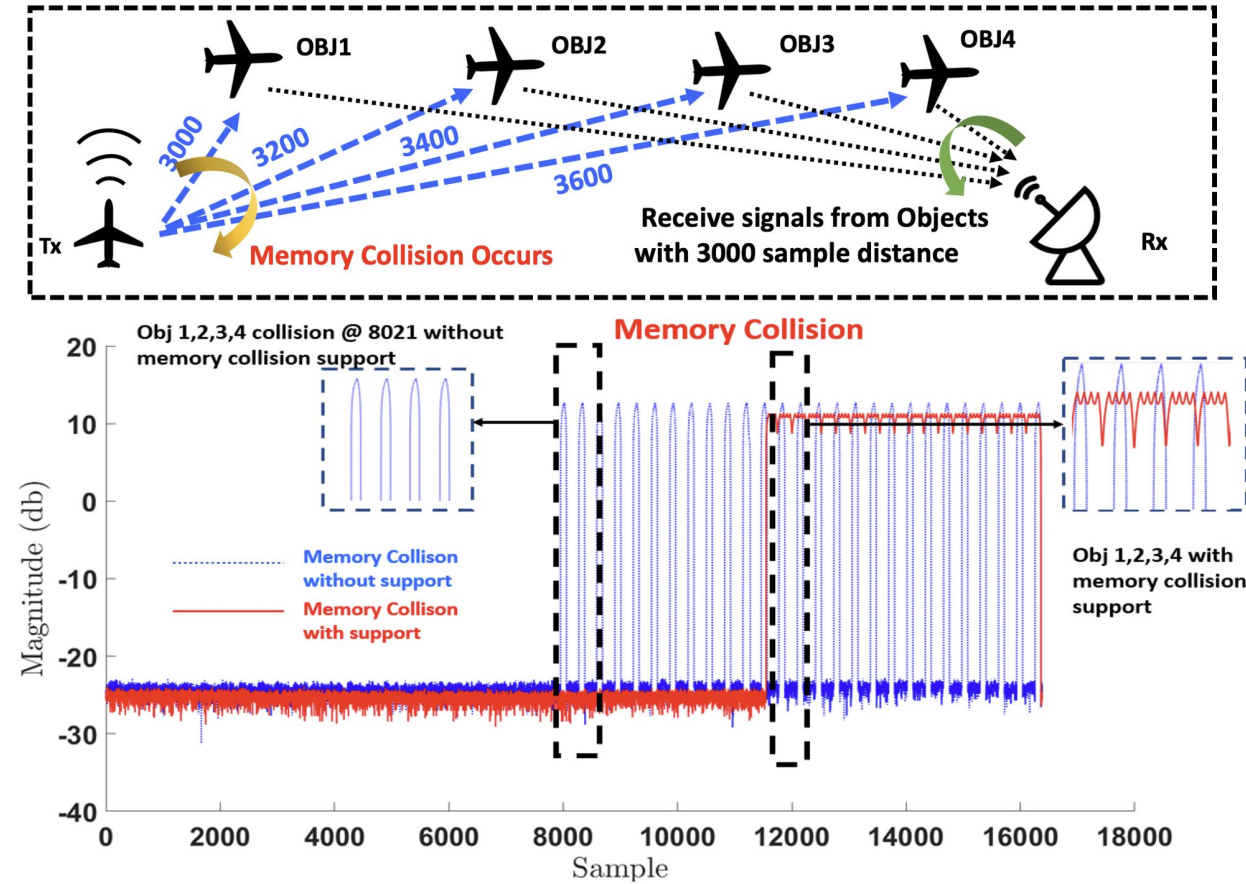 OBJ1
OBJ2
OBJ3
OBJ4
3000
3200
3400
3600
Tx
Memory Collision Occurs
Receive signals from Objects
with 3000 sample distance
Rx
Obj 1,2,3,4 collision @ 8021 without
memory collision support
Memory Collision
20
10
0
-10
-20
-30
-40
Magnitude (db)
Memory Collison
without support
Memory Collison
with support
Obj 1,2,3,4 with
memory collision
support
0
2000
4000
6000
8000
10000
12000
14000
16000
18000
Sample